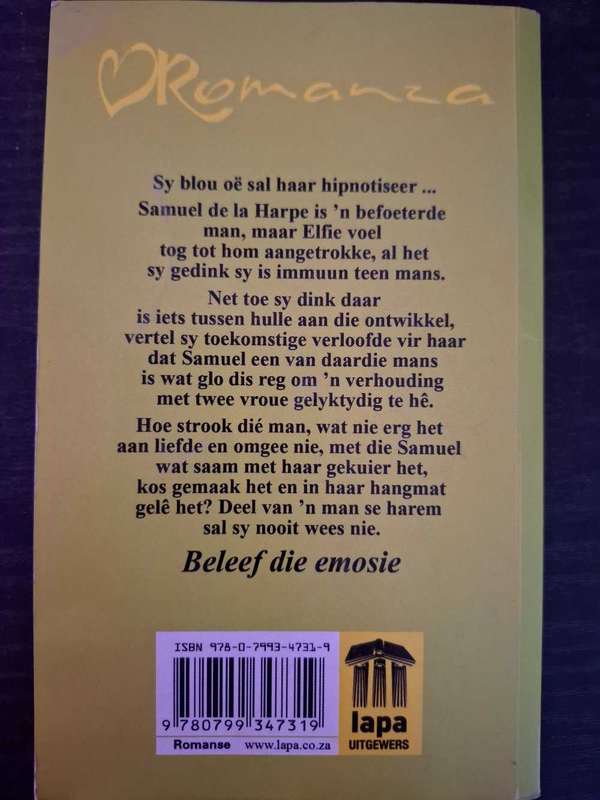 Romanza
Sy blou oë sal haar hipnotiseer ...
Samuel de la Harpe is 'n befoeterde
man, maar Elfie voel
tog tot hom aangetrokke, al het
sy gedink sy is immuun teen mans.
Net toe sy dink daar
is iets tussen hulle aan die ontwikkel,
vertel sy toekomstige verloofde vir haar
dat Samuel een van daardie mans
is wat glo dis reg om 'n verhouding
met twee vroue gelyktydig te hê.
Hoe strook dié man, wat nie erg het
aan liefde en omgee nie, met die Samuel
wat saam met haar gekuier het,
kos gemaak het en in haar hangmat
gelê het? Deel van 'n man se harem
sal sy nooit wees nie.
Beleef die emosie
ISBN 978-0-7993-4731-9
9 780799 347319
Romanse www.lapa.co.za
lapa
UITGEWERS